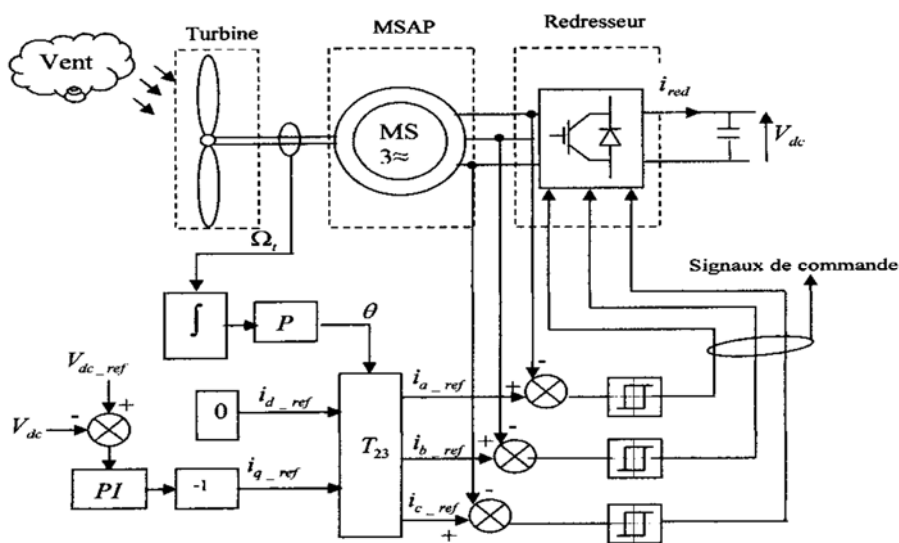 Turbine
MSAP
Redresseur
Vent
i_red
MS
3≈
V_dc
Ω_t
Signaux de commande
∫
P
θ
V_dc_ref
-
+
V_dc
0
i_d_ref
T_23
i_a_ref
+
-
i_b_ref
+
-
PI
-1
i_q_ref
i_c_ref
+
-